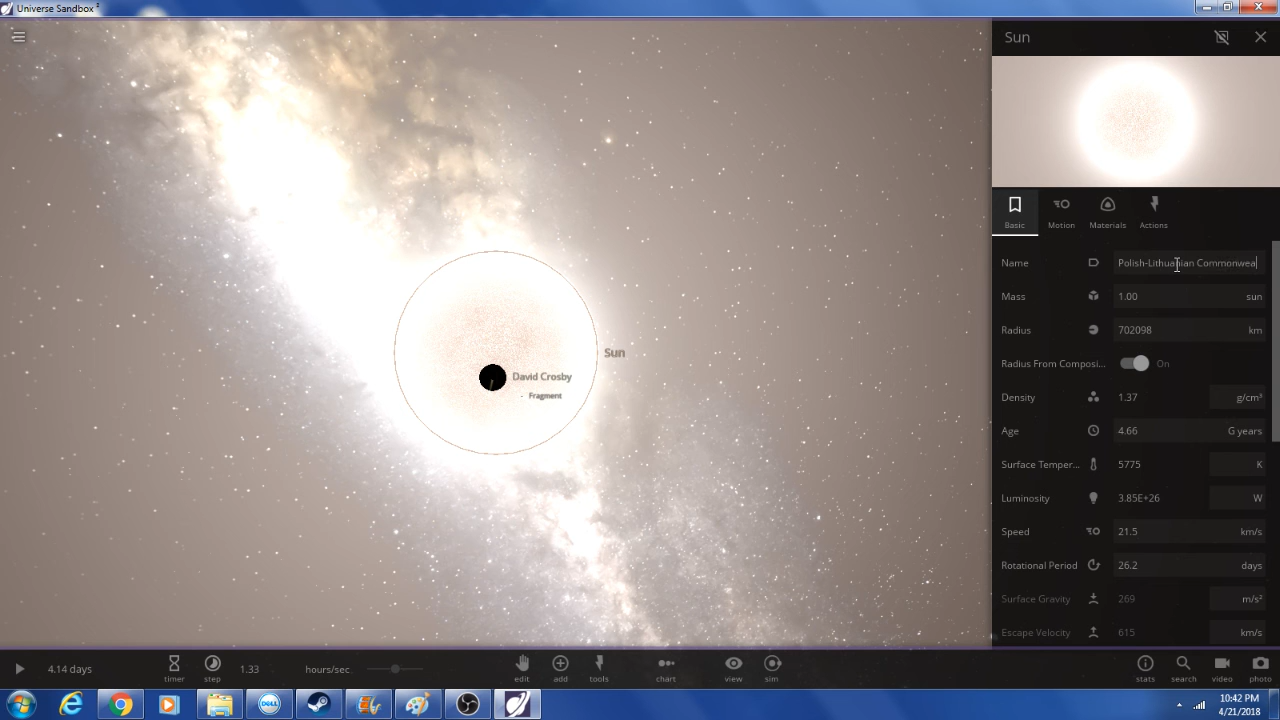 Universe Sandbox ²
Sun
Basic
Motion
Materials
Actions
Name
Polish-Lithuanian Commonwea
Mass
1.00
sun
Radius
702098
km
Radius From Composi...
On
Density
1.37
g/cm³
Age
4.66
G years
Surface Temper...
5775
K
Luminosity
3.85E+26
W
Speed
21.5
km/s
Rotational Period
26.2
days
Surface Gravity
269
m/s²
Escape Velocity
615
km/s
Sun
David Crosby
Fragment
4.14 days
timer
step
1.33
hours/sec
edit
add
tools
chart
view
sim
stats
search
video
photo
DELL
10:42 PM
4/21/2018